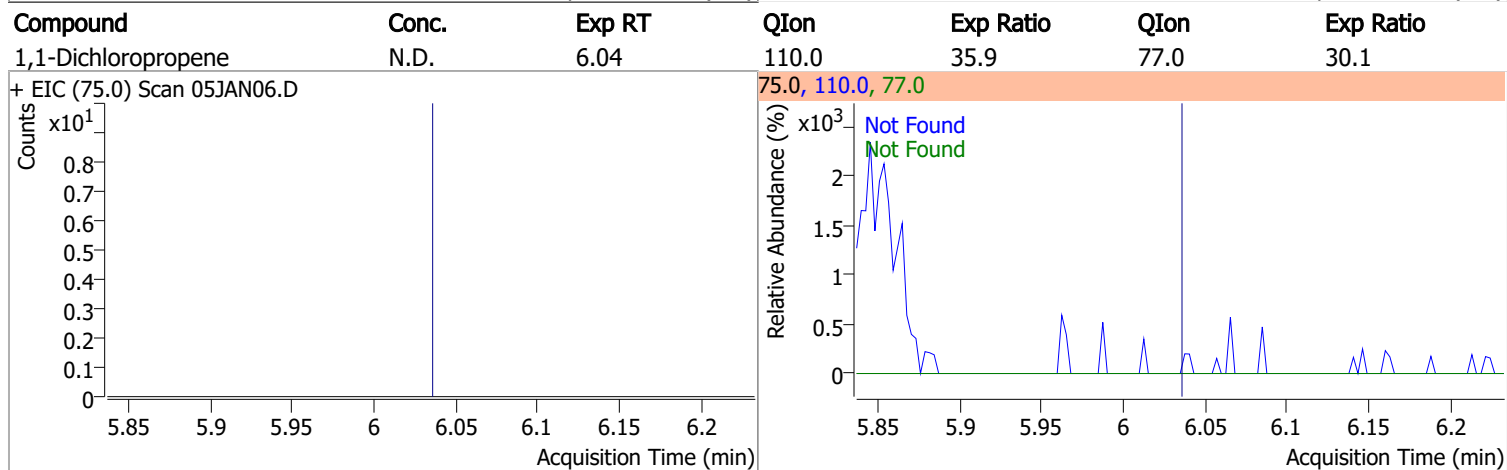 Compound Conc. Exp RT QIon Exp Ratio QIon Exp Ratio
1,1-Dichloropropene N.D. 6.04 110.0 35.9 77.0 30.1
+ EIC (75.0) Scan 05JAN06.D
Counts
x10¹
0.8
0.7
0.6
0.5
0.4
0.3
0.2
0.1
0
5.85 5.9 5.95 6 6.05 6.1 6.15 6.2
Acquisition Time (min)
75.0, 110.0, 77.0
Relative Abundance (%)
x10³
Not Found
Not Found
2
1.5
1
0.5
0
5.85 5.9 5.95 6 6.05 6.1 6.15 6.2
Acquisition Time (min)